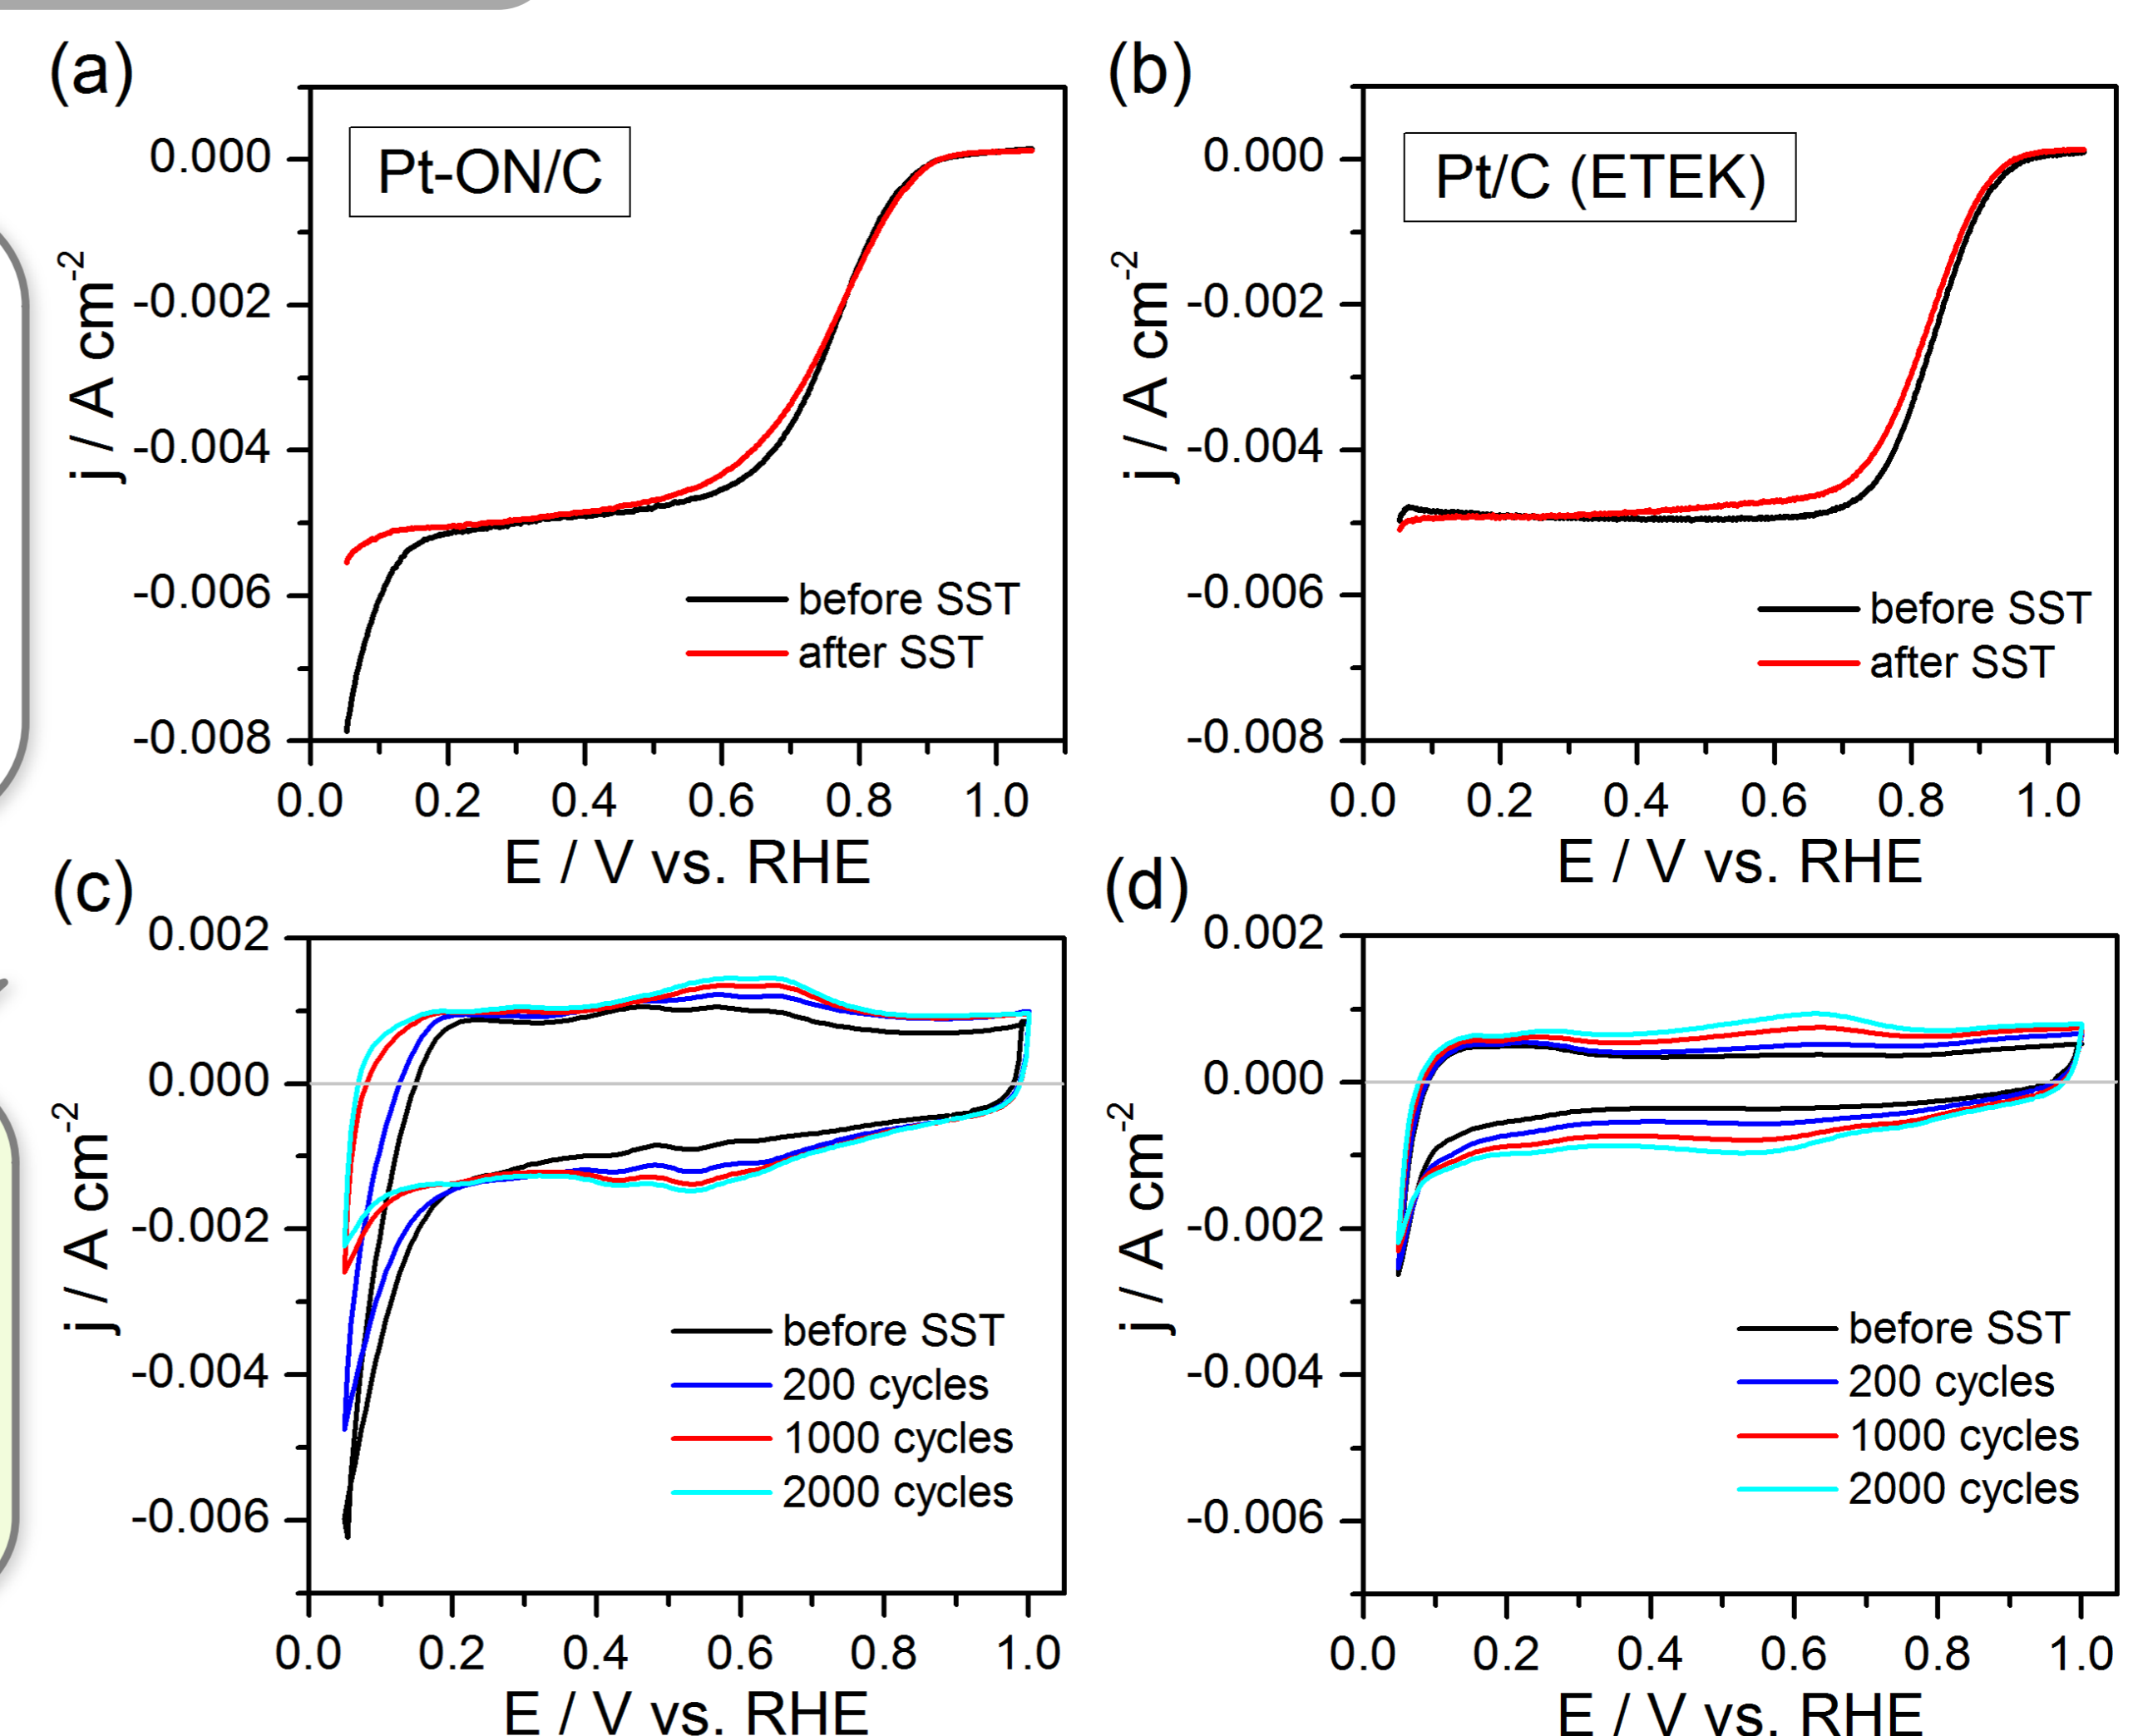 (a)
Pt-ON/C
0.000
-0.002
-0.004
-0.006
-0.008
j / A cm-2
before SST
after SST
0.0 0.2 0.4 0.6 0.8 1.0
E / V vs. RHE
(b)
Pt/C (ETEK)
0.000
-0.002
-0.004
-0.006
-0.008
j / A cm-2
before SST
after SST
0.0 0.2 0.4 0.6 0.8 1.0
E / V vs. RHE
(c)
0.002
0.000
-0.002
-0.004
-0.006
j / A cm-2
before SST
200 cycles
1000 cycles
2000 cycles
0.0 0.2 0.4 0.6 0.8 1.0
E / V vs. RHE
(d)
0.002
0.000
-0.002
-0.004
-0.006
j / A cm-2
before SST
200 cycles
1000 cycles
2000 cycles
0.0 0.2 0.4 0.6 0.8 1.0
E / V vs. RHE